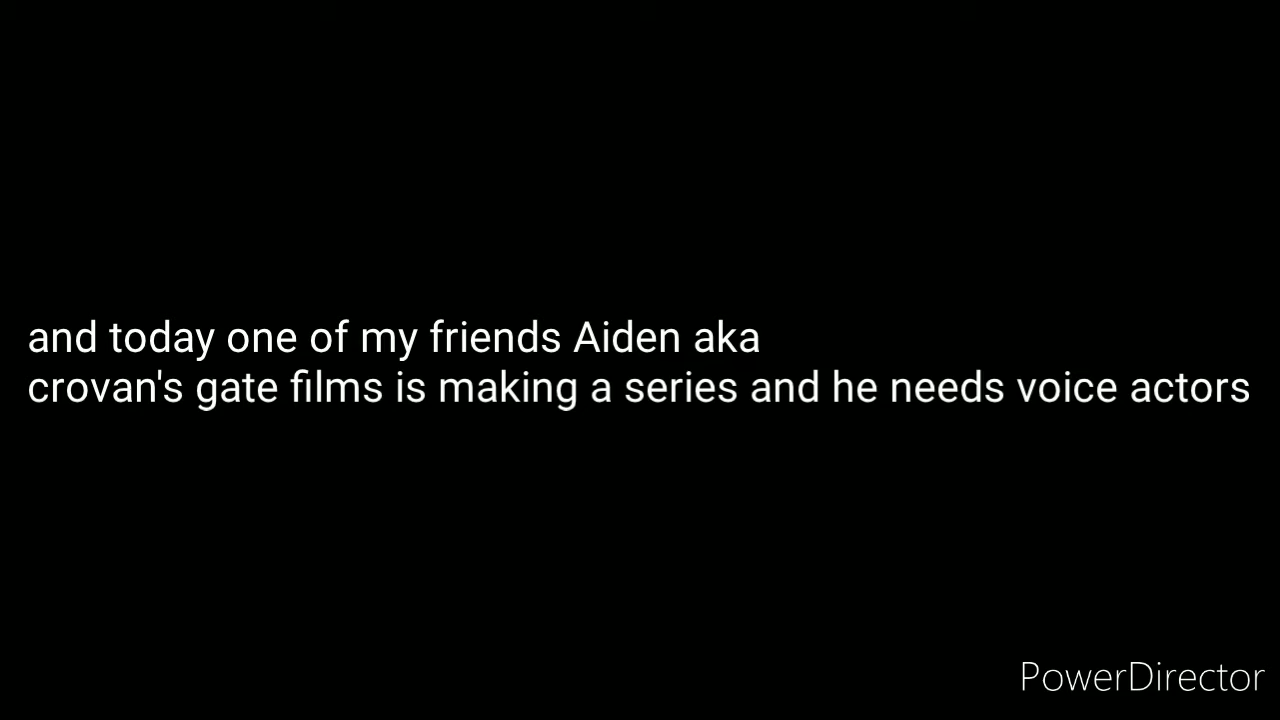 and today one of my friends Aiden aka
crovan's gate films is making a series and he needs voice actors
PowerDirector